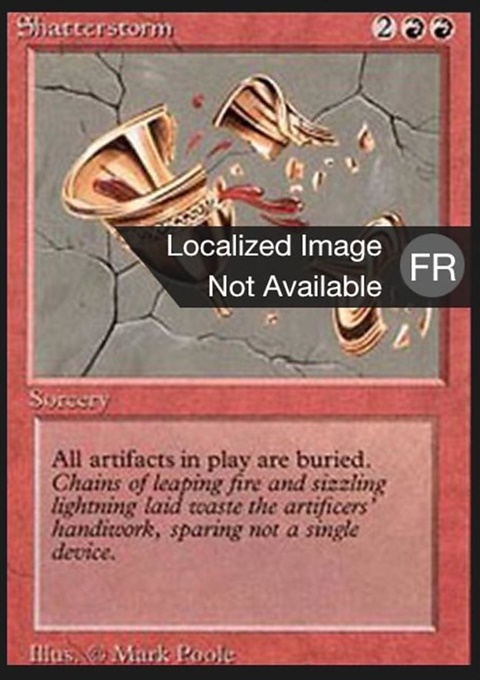 Shatterstorm 2
Localized Image
Not Available
FR
Sorcery
All artifacts in play are buried.
Chains of leaping fire and sizzling
lightning laid waste the artificers'
handiwork, sparing not a single
device.
Illus. © Mark Poole